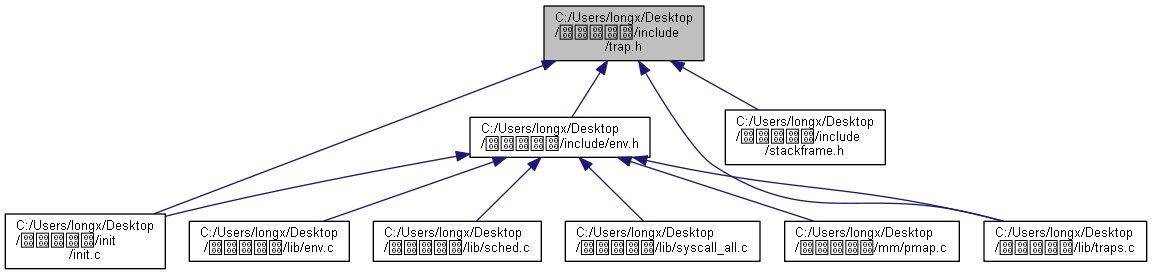 C:/Users/longx/Desktop
/include
/trap.h
C:/Users/longx/Desktop
/include
/stackframe.h
C:/Users/longx/Desktop
/include/env.h
C:/Users/longx/Desktop
/init
/init.c
C:/Users/longx/Desktop
/lib/env.c
C:/Users/longx/Desktop
/lib/sched.c
C:/Users/longx/Desktop
/lib/syscall_all.c
C:/Users/longx/Desktop
/mm/pmap.c
C:/Users/longx/Desktop
/lib/traps.c